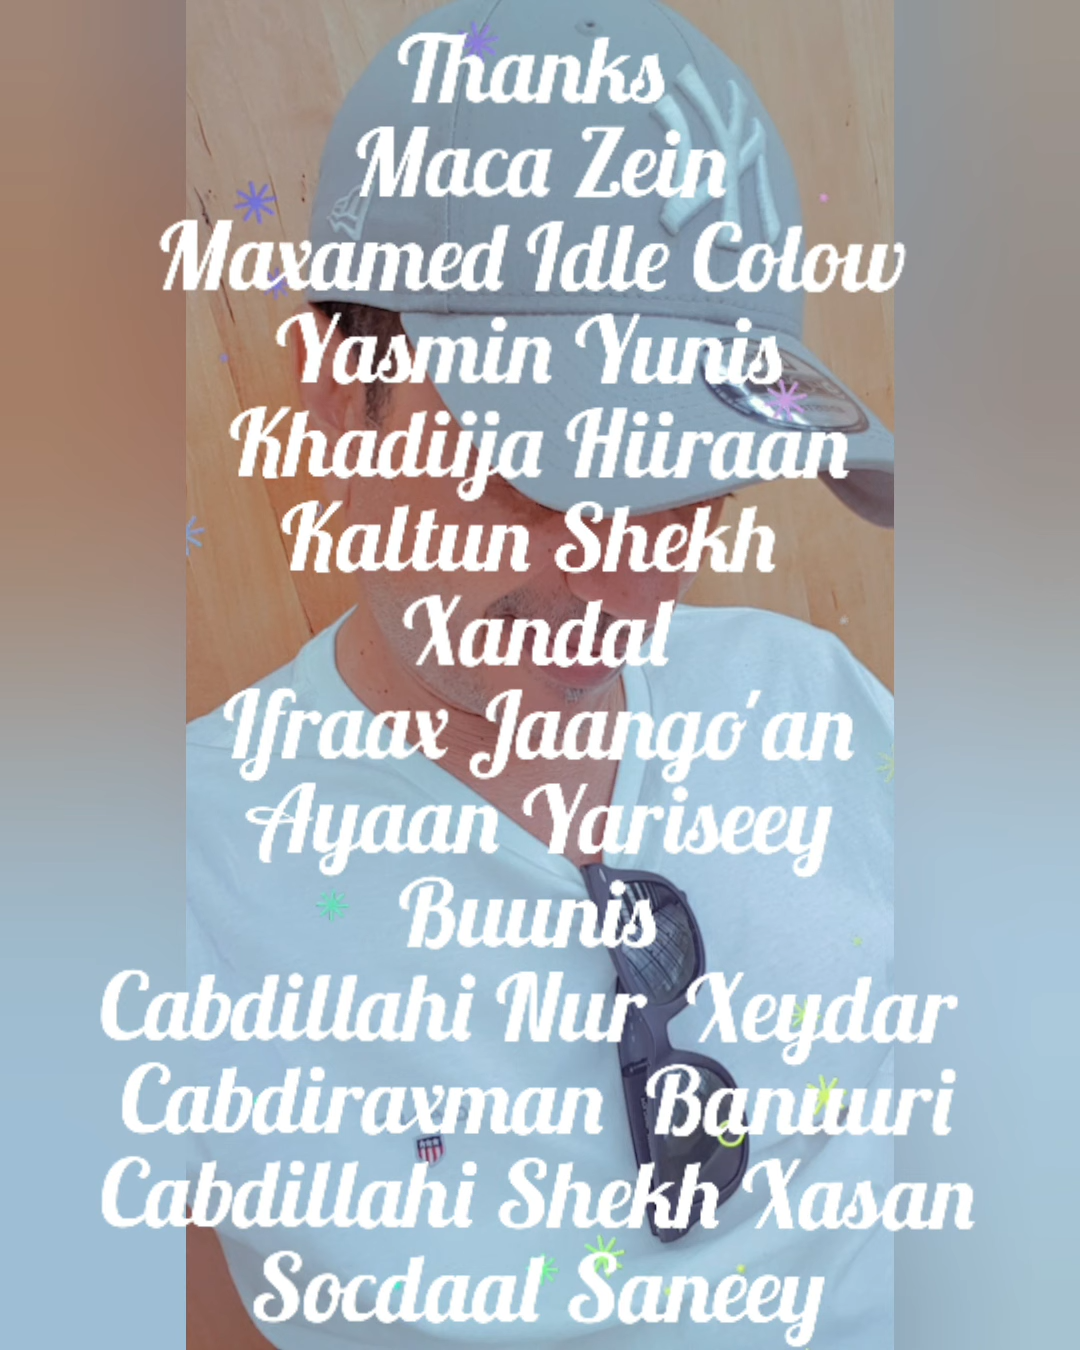 Thanks
Maca Zein
Maxamed Idle Colow
Yasmin Yunis
Khadiija Hiiraan
Kaltun Shekh
Xandal
Ifraax Jaango'an
Ayaan Yariseey
Buunis
Cabdillahi Nur Xeydar
Cabdiraxman Banuuri
Cabdillahi Shekh Xasan
Socdaal Saneey
NY